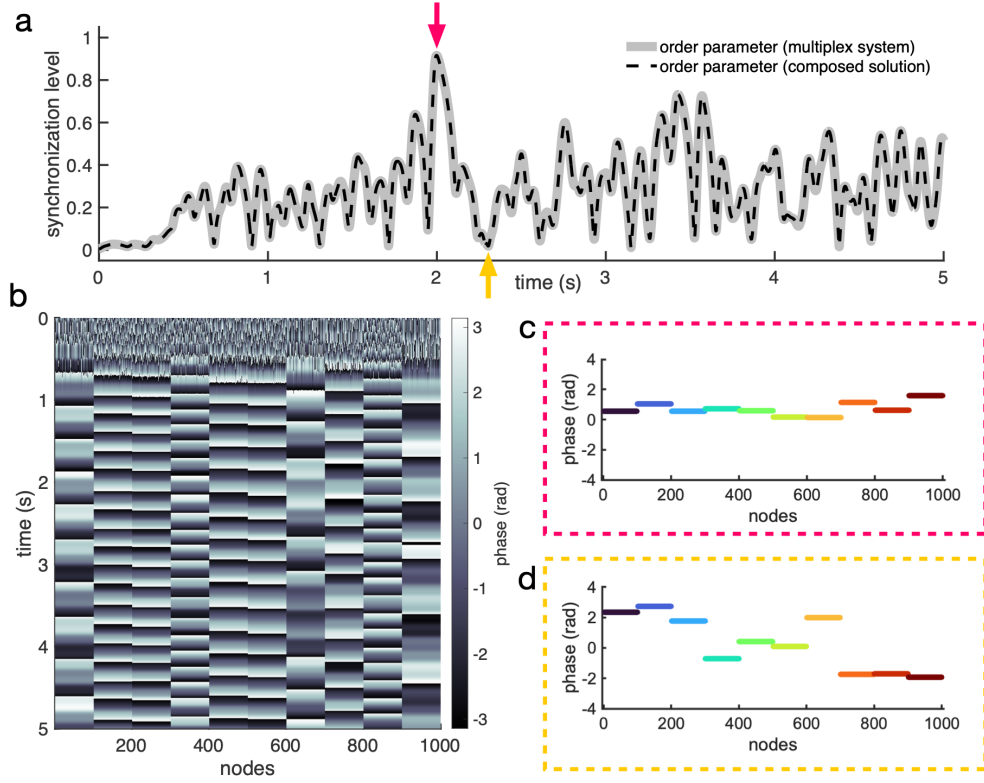 a
1
0.8
0.6
0.4
0.2
0
synchronization level
order parameter (multiplex system)
order parameter (composed solution)
0 1 2 3 4 5
time (s)
b
0
1
2
3
4
5
time (s)
200 400 600 800 1000
nodes
3
2
1
0
-1
-2
-3
phase (rad)
c
4
2
0
-2
-4
phase (rad)
0 200 400 600 800 1000
nodes
d
4
2
0
-2
-4
phase (rad)
0 200 400 600 800 1000
nodes